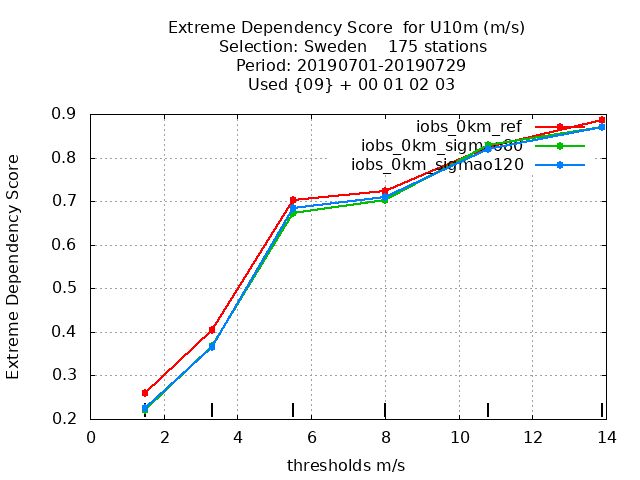 Extreme Dependency Score  for U10m (m/s)
Selection: Sweden    175 stations
Period: 20190701-20190729
Used {09} + 00 01 02 03
Extreme Dependency Score
0.9
0.8
0.7
0.6
0.5
0.4
0.3
0.2
iobs_0km_ref
iobs_0km_sigmao80
iobs_0km_sigmao120
0 2 4 6 8 10 12 14
thresholds m/s